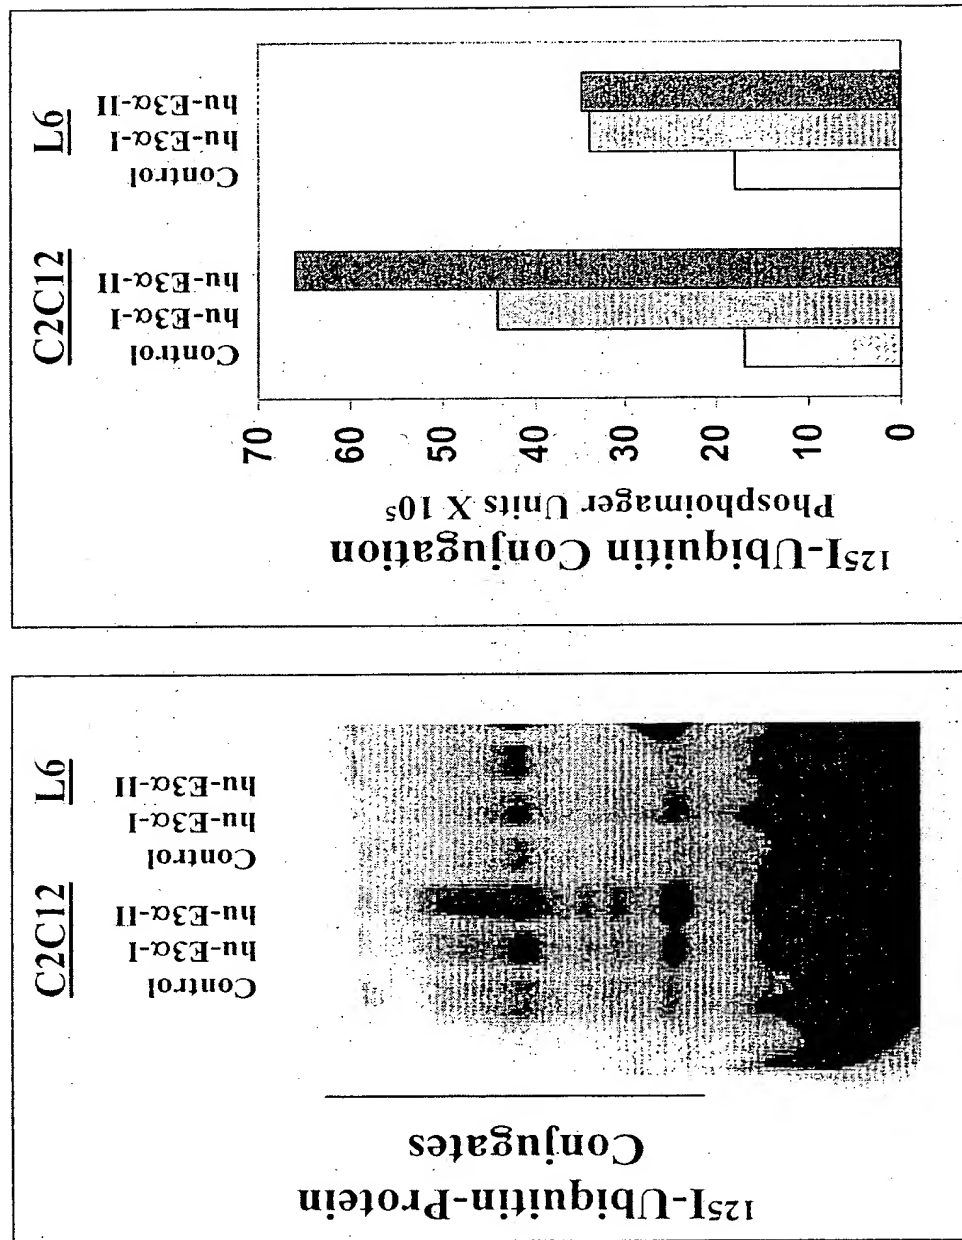 C2C12
L6
Control
hu-E3α-I
hu-E3α-II
Control
hu-E3α-I
hu-E3α-II
70
60
50
40
30
20
10
0
¹²⁵I-Ubiquitin Conjugation
Phosphoimager Units X 10⁵
C2C12
L6
Control
hu-E3α-I
hu-E3α-II
Control
hu-E3α-I
hu-E3α-II
¹²⁵I-Ubiquitin-Protein
Conjugates